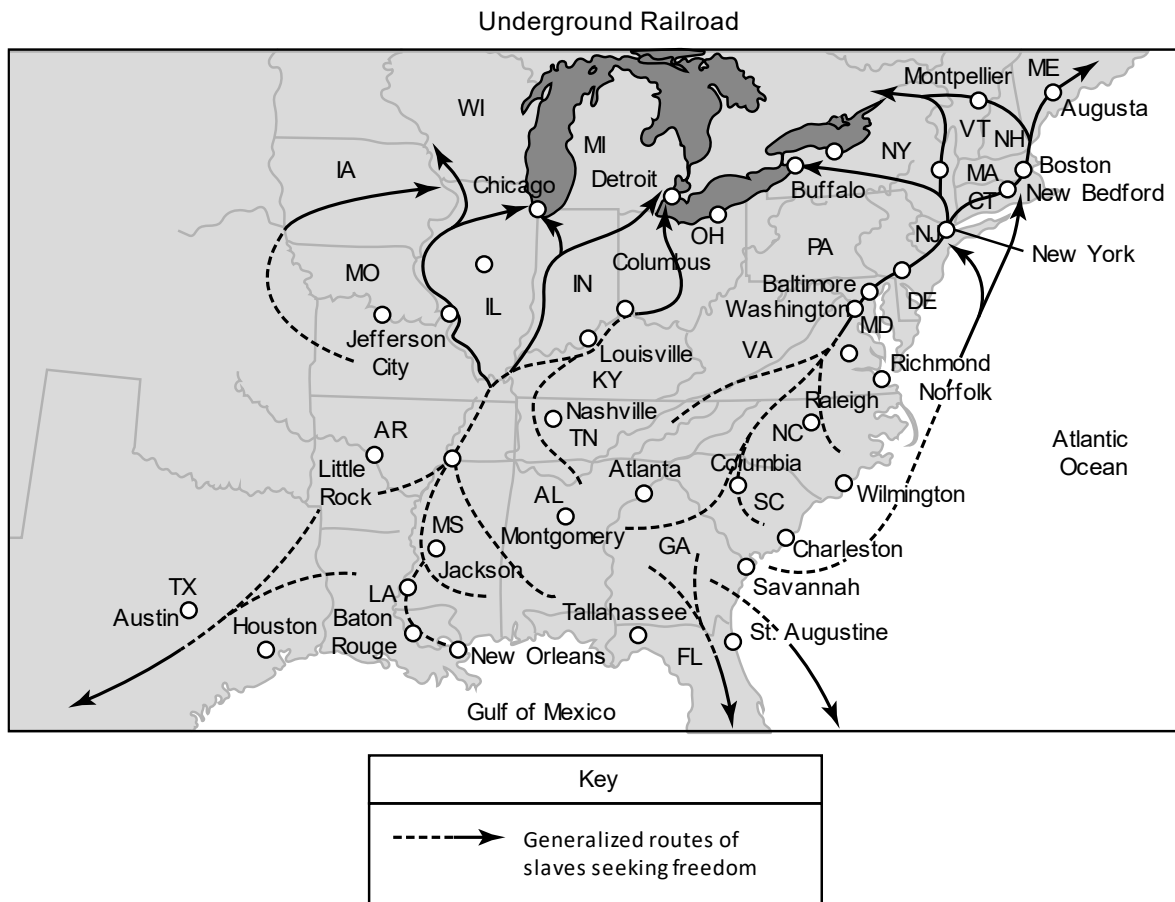 Underground Railroad
ME
Montpellier
WI
Augusta
VT
NH
MI
NY
IA
Boston
MA
Detroit
Chicago
Buffalo
CT
New Bedford
OH
NJ
PA
New York
MO
Columbus
IN
Baltimore
DE
IL
Washington
MD
Jefferson
City
VA
Louisville
KY
Richmond
Norfolk
Raleigh
Nashville
TN
NC
AR
Atlantic
Ocean
Little
Rock
Atlanta
Columbia
Wilmington
AL
SC
MS
Montgomery
GA
Charleston
Jackson
Savannah
TX
LA
Austin
Baton
Rouge
Tallahassee
Houston
St. Augustine
New Orleans
FL
Gulf of Mexico
Key
Generalized routes of
slaves seeking freedom